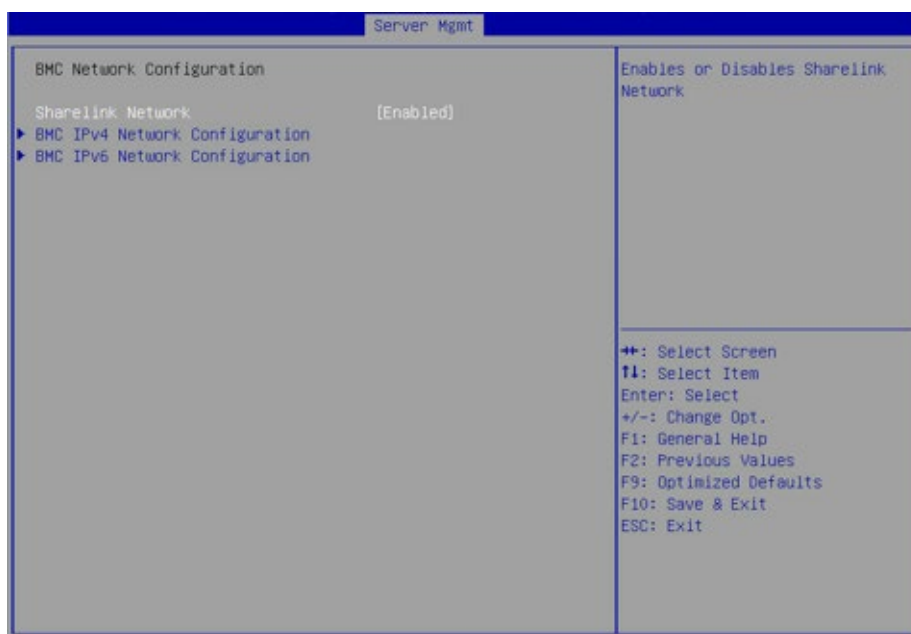 Server Mgmt
BMC Network Configuration
Sharelink Network [Enabled]
BMC IPv4 Network Configuration
BMC IPv6 Network Configuration
Enables or Disables Sharelink
Network
→←: Select Screen
↑↓: Select Item
Enter: Select
+/-: Change Opt.
F1: General Help
F2: Previous Values
F9: Optimized Defaults
F10: Save & Exit
ESC: Exit